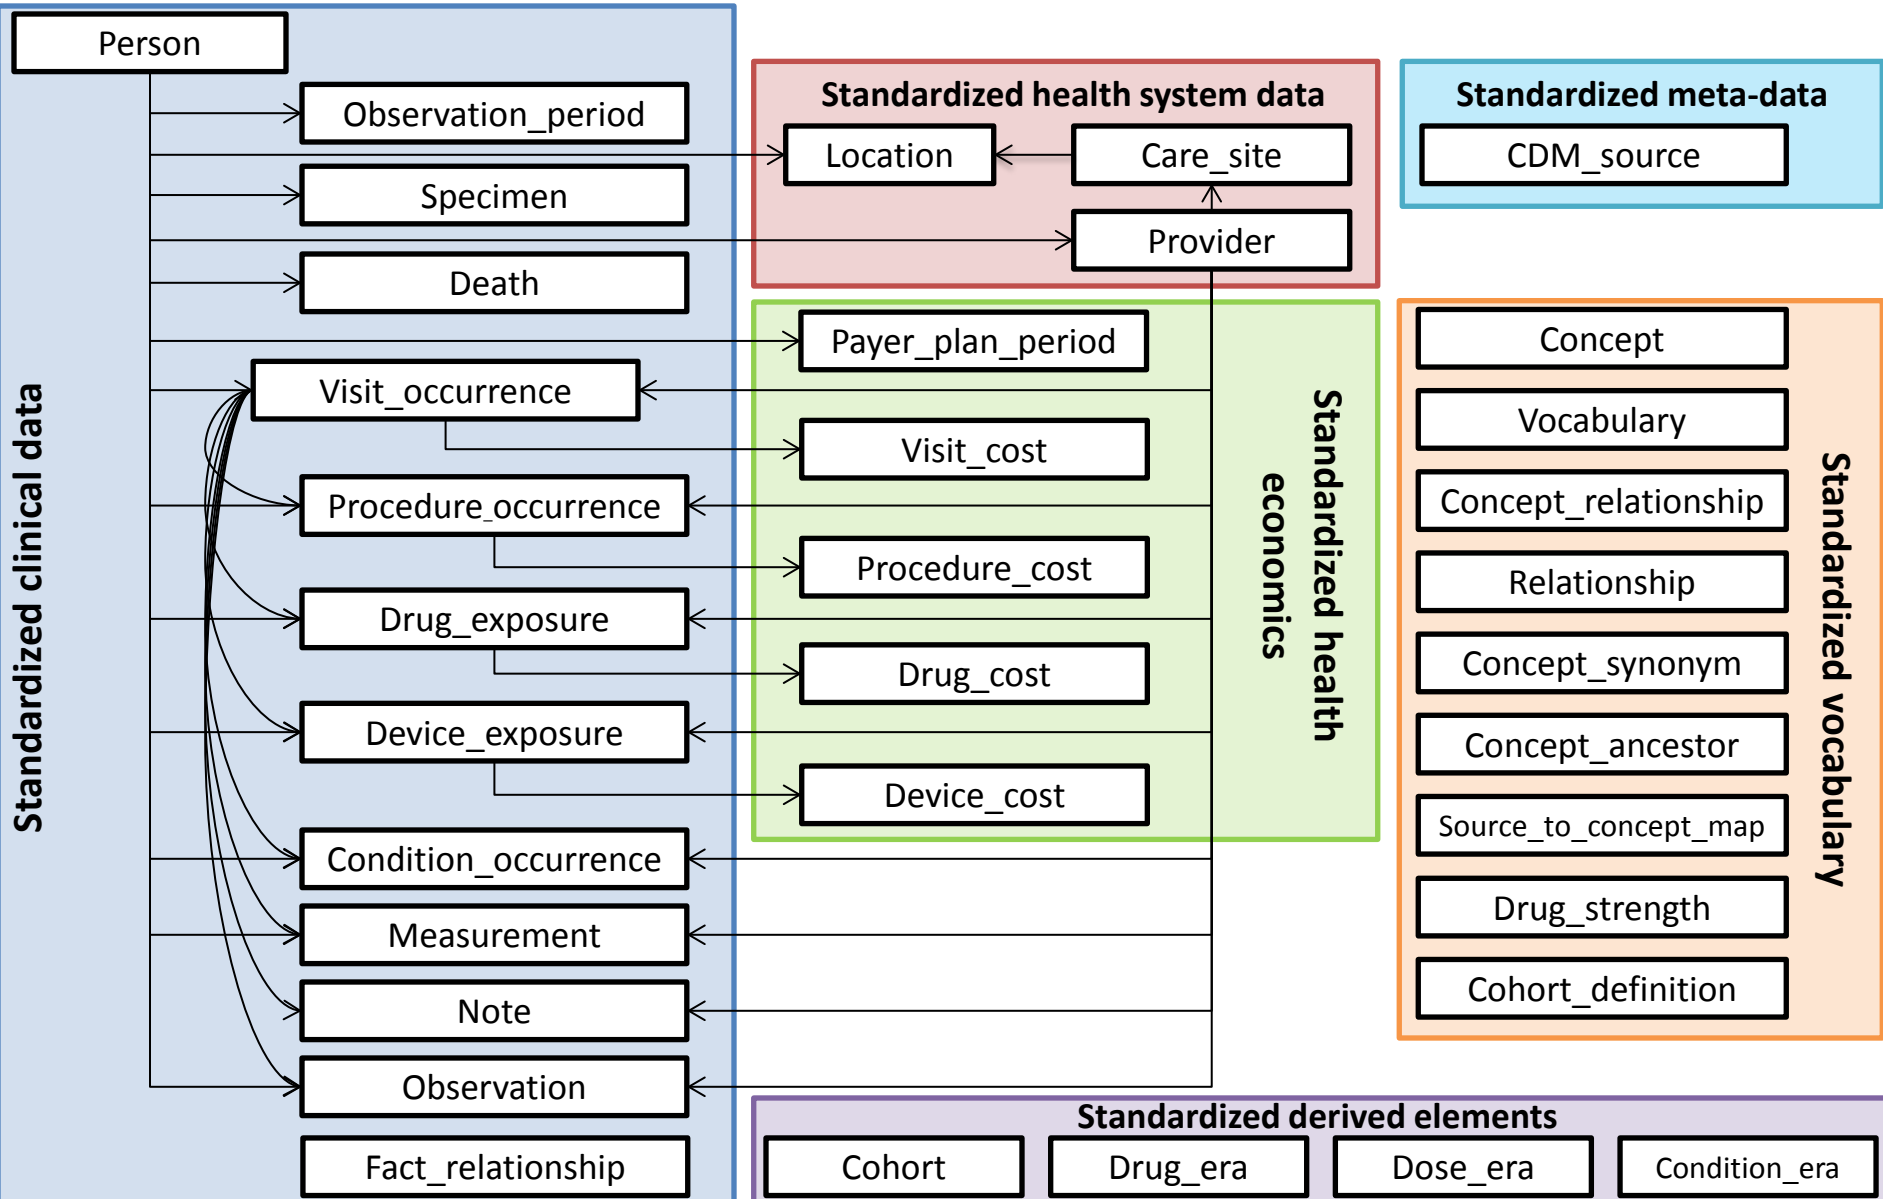 Person
Observation_period
Specimen
Death
Visit_occurrence
Procedure_occurrence
Drug_exposure
Device_exposure
Condition_occurrence
Measurement
Note
Observation
Fact_relationship
Standardized clinical data
Standardized health system data
Location
Care_site
Provider
Payer_plan_period
Visit_cost
Procedure_cost
Drug_cost
Device_cost
Standardized health
economics
Standardized meta-data
CDM_source
Concept
Vocabulary
Concept_relationship
Relationship
Concept_synonym
Concept_ancestor
Source_to_concept_map
Drug_strength
Cohort_definition
Standardized vocabulary
Standardized derived elements
Cohort
Drug_era
Dose_era
Condition_era